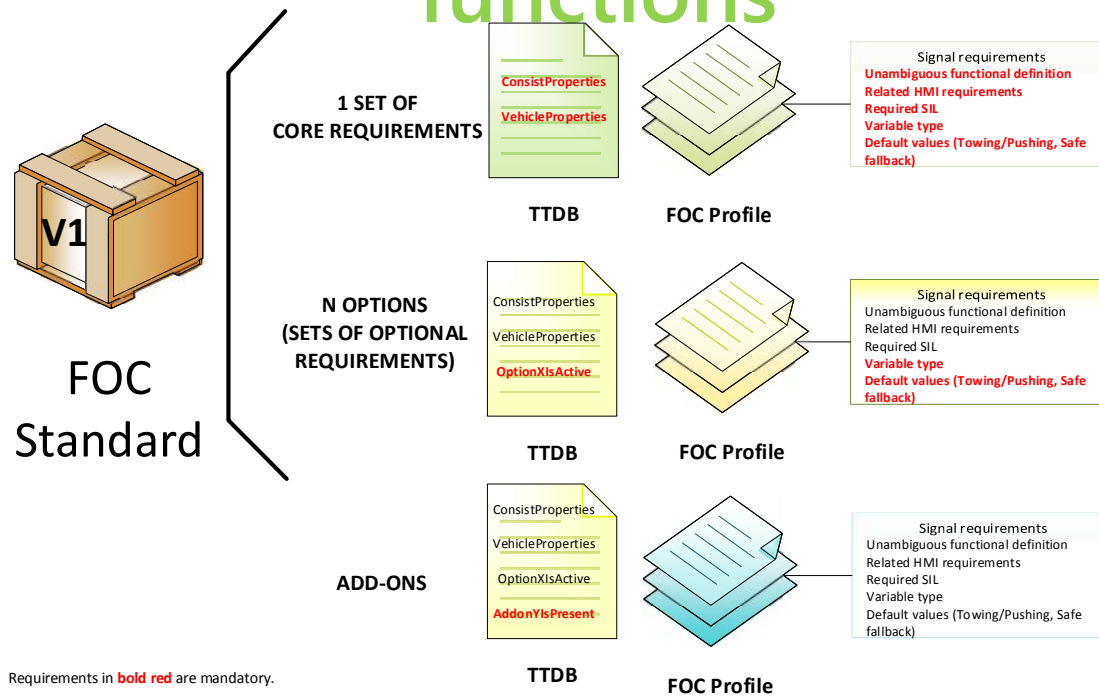 functions
1 SET OF
CORE REQUIREMENTS
ConsistProperties
VehicleProperties
TTDB
FOC Profile
Signal requirements
Unambiguous functional definition
Related HMI requirements
Required SIL
Variable type
Default values (Towing/Pushing, Safe
fallback)
V1
FOC
Standard
N OPTIONS
(SETS OF OPTIONAL
REQUIREMENTS)
ConsistProperties
VehicleProperties
OptionXIsActive
TTDB
FOC Profile
Signal requirements
Unambiguous functional definition
Related HMI requirements
Required SIL
Variable type
Default values (Towing/Pushing, Safe
fallback)
ADD-ONS
ConsistProperties
VehicleProperties
OptionXIsActive
AddonYIsPresent
TTDB
FOC Profile
Signal requirements
Unambiguous functional definition
Related HMI requirements
Required SIL
Variable type
Default values (Towing/Pushing, Safe
fallback)
Requirements in bold red are mandatory.